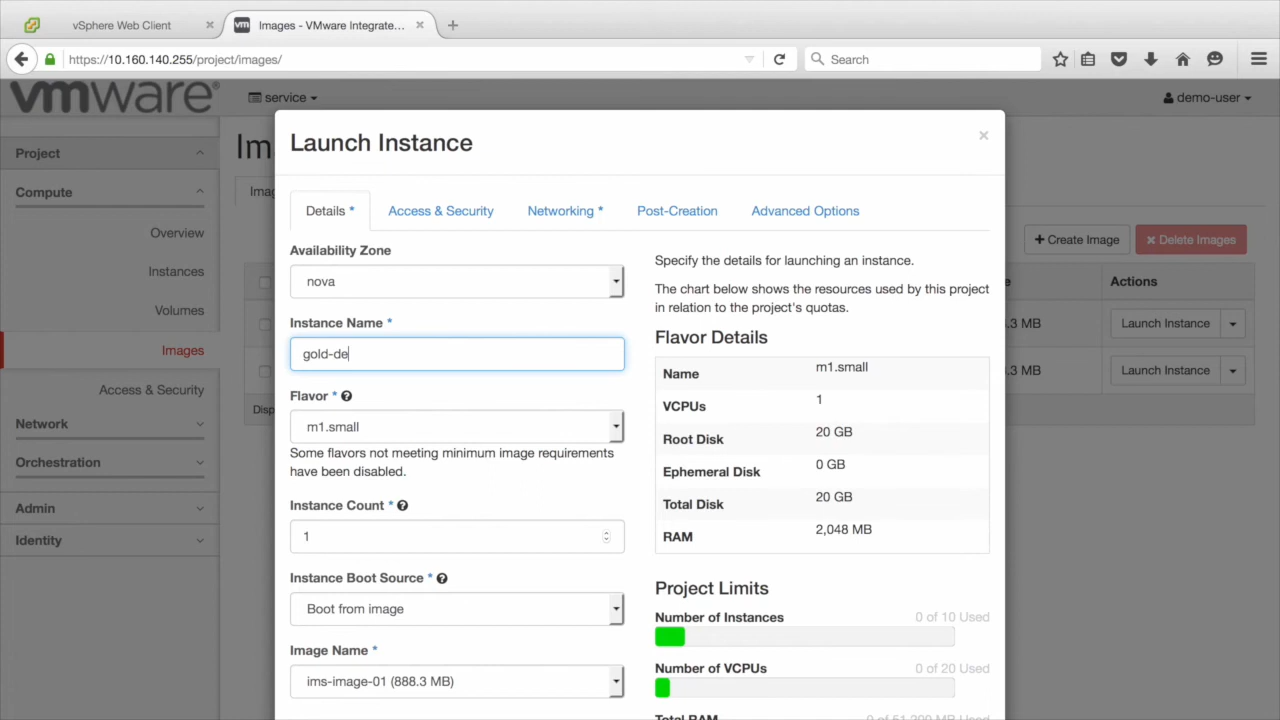 vSphere Web Client
vm
Images - VMware Integrate...
https://10.160.140.255/project/images/
Search
vmware®
service
demo-user
Project
Compute
Overview
Instances
Volumes
Images
Access & Security
Network
Orchestration
Admin
Identity
Create Image
Delete Images
Actions
Launch Instance
Launch Instance
Launch Instance
Details *
Access & Security
Networking *
Post-Creation
Advanced Options
Availability Zone
nova
Instance Name *
gold-de
Flavor *
m1.small
Some flavors not meeting minimum image requirements
have been disabled.
Instance Count *
1
Instance Boot Source *
Boot from image
Image Name *
ims-image-01 (888.3 MB)
Specify the details for launching an instance.
The chart below shows the resources used by this project
in relation to the project's quotas.
Flavor Details
Name m1.small
VCPUs 1
Root Disk 20 GB
Ephemeral Disk 0 GB
Total Disk 20 GB
RAM 2,048 MB
Project Limits
Number of Instances 0 of 10 Used
Number of VCPUs 0 of 20 Used
Total RAM